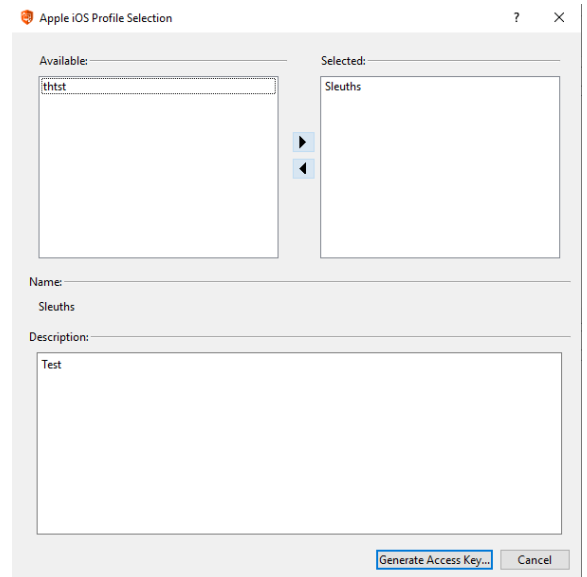 Apple iOS Profile Selection
?
Available:
Selected:
thtst
Sleuths
Name:
Sleuths
Description:
Test
Generate Access Key...
Cancel